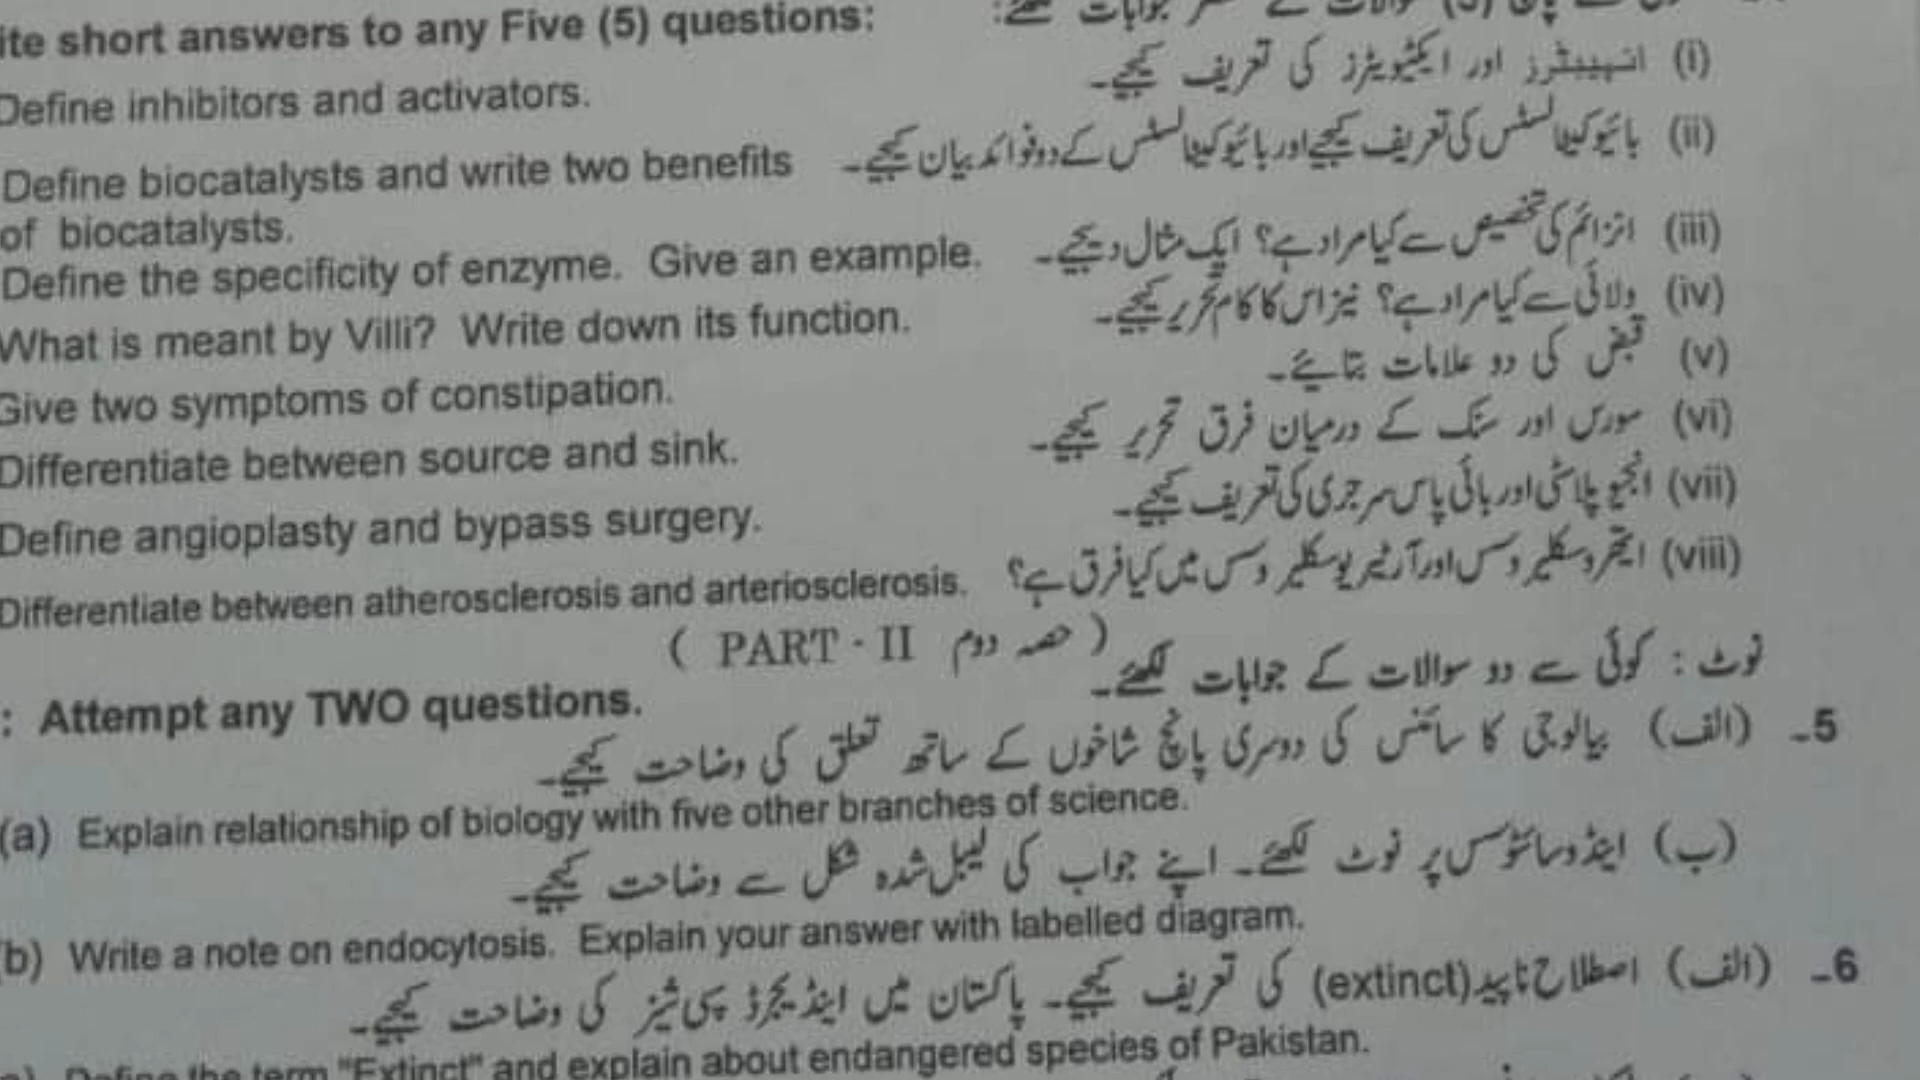 ite short answers to any Five (5) questions:
Define inhibitors and activators. (i) انہیبیٹرز اور ایکٹیویٹرز کی تعریف کیجیے۔
Define biocatalysts and write two benefits (ii) بائیوکیٹالسٹس کی تعریف کیجیے اور بائیوکیٹالسٹس کے دو فوائد بیان کیجیے۔
of biocatalysts.
Define the specificity of enzyme. Give an example. (iii) انزائم کی تخصیص سے کیا مراد ہے؟ ایک مثال دیجیے۔
What is meant by Villi? Write down its function. (iv) ولائی سے کیا مراد ہے؟ نیز اس کا کام تحریر کیجیے۔
Give two symptoms of constipation. (v) قبض کی دو علامات بتائیے۔
Differentiate between source and sink. (vi) سورس اور سنک کے درمیان فرق تحریر کیجیے۔
Define angioplasty and bypass surgery. (vii) انجیوپلاسٹی اور بائی پاس سرجری کی تعریف کیجیے۔
Differentiate between atherosclerosis and arteriosclerosis. (viii) ایتھروسکلیروسس اور آرٹیریوسکلیروسس میں کیا فرق ہے؟
( PART - II حصہ دوم )
: Attempt any TWO questions. نوٹ : کوئی سے دو سوالات کے جوابات لکھئے۔
5۔ (الف) بیالوجی کا سائنس کی دوسری پانچ شاخوں کے ساتھ تعلق کی وضاحت کیجیے۔
(a) Explain relationship of biology with five other branches of science.
(ب) اینڈوسائٹوسس پر نوٹ لکھئے۔ اپنے جواب کی لیبل شدہ شکل سے وضاحت کیجیے۔
(b) Write a note on endocytosis. Explain your answer with labelled diagram.
6۔ (الف) اصطلاح ناپید (extinct) کی تعریف کیجیے۔ پاکستان میں اینڈینجرڈ سپی شیز کی وضاحت کیجیے۔
Define the term "Extinct" and explain about endangered species of Pakistan.